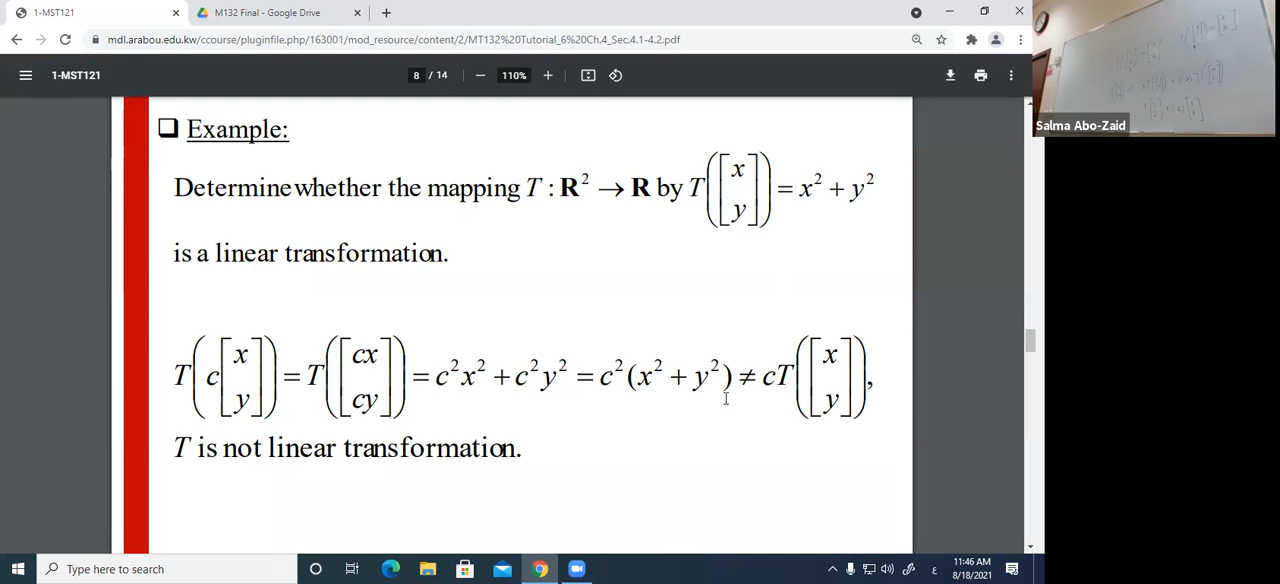 1-MST121
M132 Final - Google Drive
mdl.arabou.edu.kw/ccourse/pluginfile.php/163001/mod_resource/content/2/MT132%20Tutorial_6%20Ch.4_Sec.4.1-4.2.pdf
1-MST121
8 / 14
110%
Salma Abo-Zaid
❑ Example:
Determine whether the mapping T : R² → R by T([x y]) = x² + y²
is a linear transformation.
T(c[x y]) = T([cx cy]) = c²x² + c²y² = c²(x² + y²) ≠ cT([x y]),
T is not linear transformation.
Type here to search
ع
11:46 AM
8/18/2021